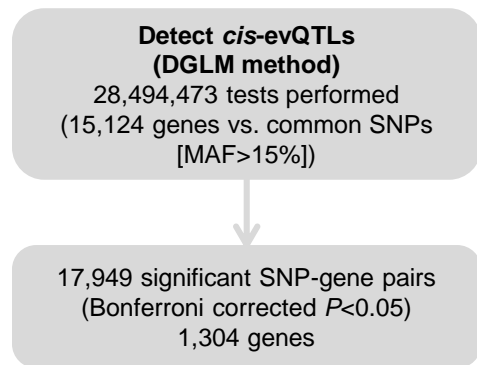 Detect cis-evQTLs
(DGLM method)
28,494,473 tests performed
(15,124 genes vs. common SNPs
[MAF>15%])
17,949 significant SNP-gene pairs
(Bonferroni corrected P<0.05)
1,304 genes